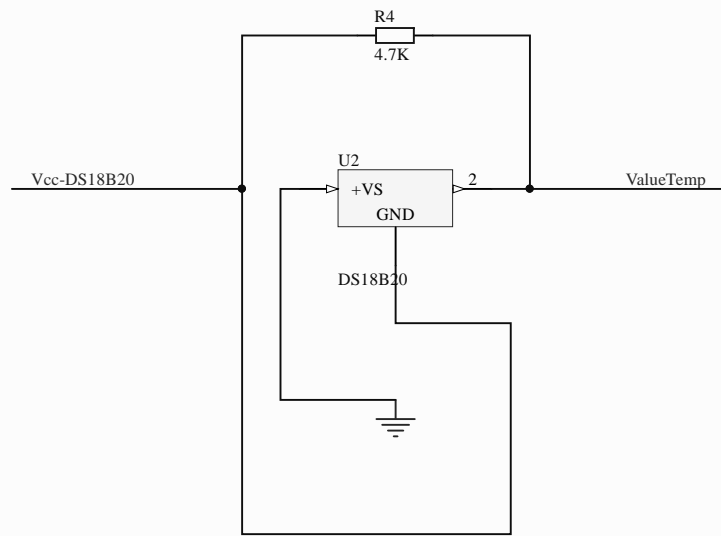 R4
4.7K
U2
Vcc-DS18B20
+VS
2
ValueTemp
GND
DS18B20